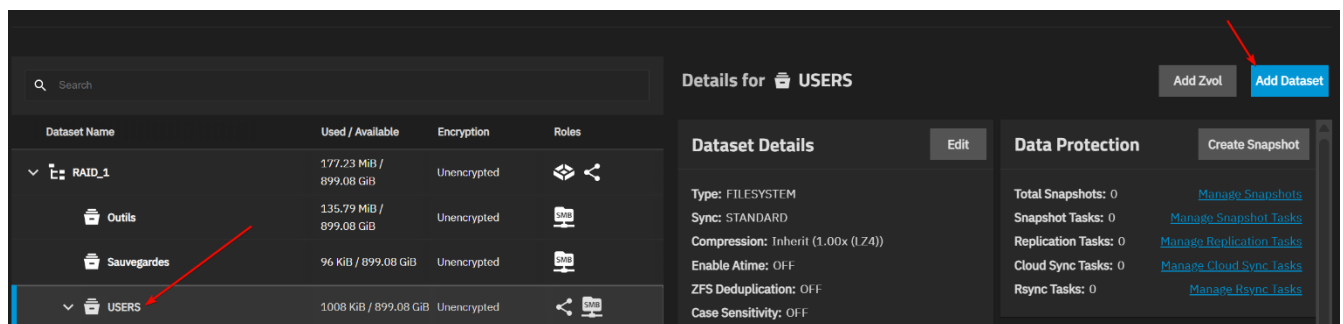 Details for USERS
Add Zvol
Add Dataset
Search
Dataset Name Used / Available Encryption Roles
RAID_1 177.23 MiB / 899.08 GiB Unencrypted
Outils 135.79 MiB / 899.08 GiB Unencrypted SMB
Sauvegardes 96 KiB / 899.08 GiB Unencrypted SMB
USERS 1008 KiB / 899.08 GiB Unencrypted SMB
Dataset Details
Edit
Type: FILESYSTEM
Sync: STANDARD
Compression: Inherit (1.00x (LZ4))
Enable Atime: OFF
ZFS Deduplication: OFF
Case Sensitivity: OFF
Data Protection
Create Snapshot
Total Snapshots: 0 Manage Snapshots
Snapshot Tasks: 0 Manage Snapshot Tasks
Replication Tasks: 0 Manage Replication Tasks
Cloud Sync Tasks: 0 Manage Cloud Sync Tasks
Rsync Tasks: 0 Manage Rsync Tasks